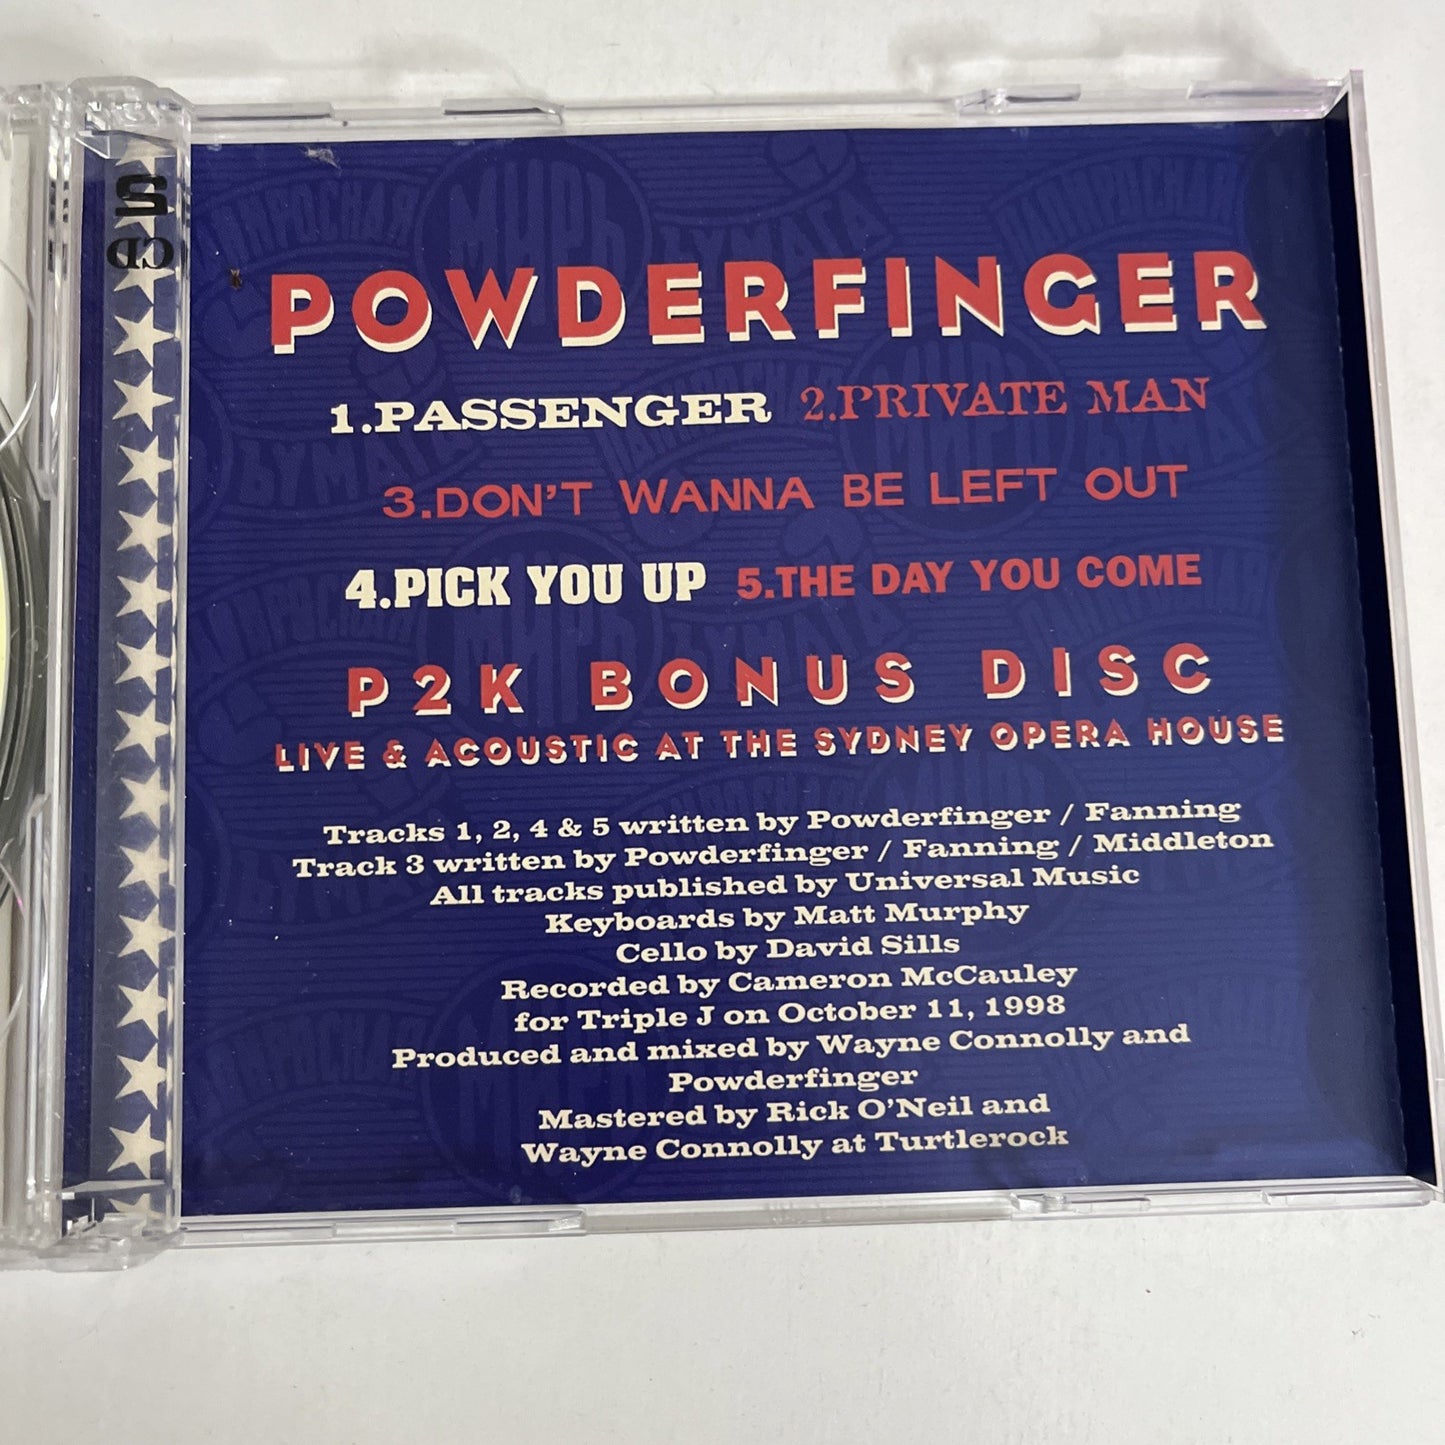 2
CD
POWDERFINGER
1.PASSENGER 2.PRIVATE MAN
3.DON'T WANNA BE LEFT OUT
4.PICK YOU UP 5.THE DAY YOU COME
P2K BONUS DISC
LIVE & ACOUSTIC AT THE SYDNEY OPERA HOUSE
Tracks 1, 2, 4 & 5 written by Powderfinger / Fanning
Track 3 written by Powderfinger / Fanning / Middleton
All tracks published by Universal Music
Keyboards by Matt Murphy
Cello by David Sills
Recorded by Cameron McCauley
for Triple J on October 11, 1998
Produced and mixed by Wayne Connolly and
Powderfinger
Mastered by Rick O'Neil and
Wayne Connolly at Turtlerock